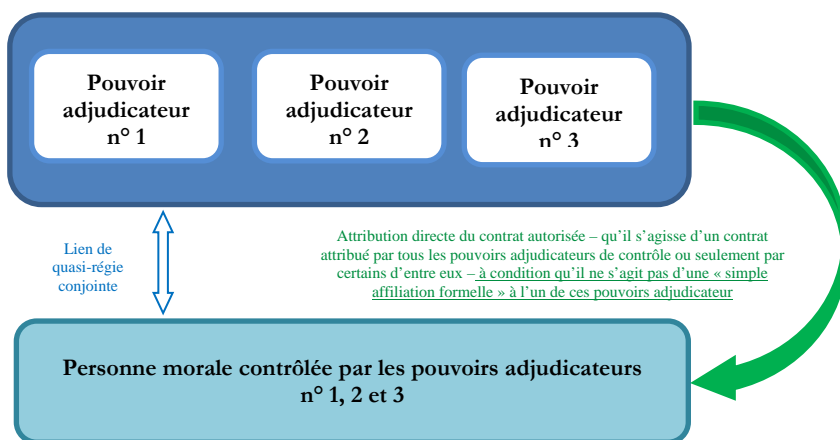 Pouvoir
adjudicateur
n° 1
Pouvoir
adjudicateur
n° 2
Pouvoir
adjudicateur
n° 3
Lien de
quasi-régie
conjointe
Attribution directe du contrat autorisée – qu’il s’agisse d’un contrat
attribué par tous les pouvoirs adjudicateurs de contrôle ou seulement par
certains d’entre eux – à condition qu’il ne s’agit pas d’une « simple
affiliation formelle » à l’un de ces pouvoirs adjudicateur
Personne morale contrôlée par les pouvoirs adjudicateurs
n° 1, 2 et 3